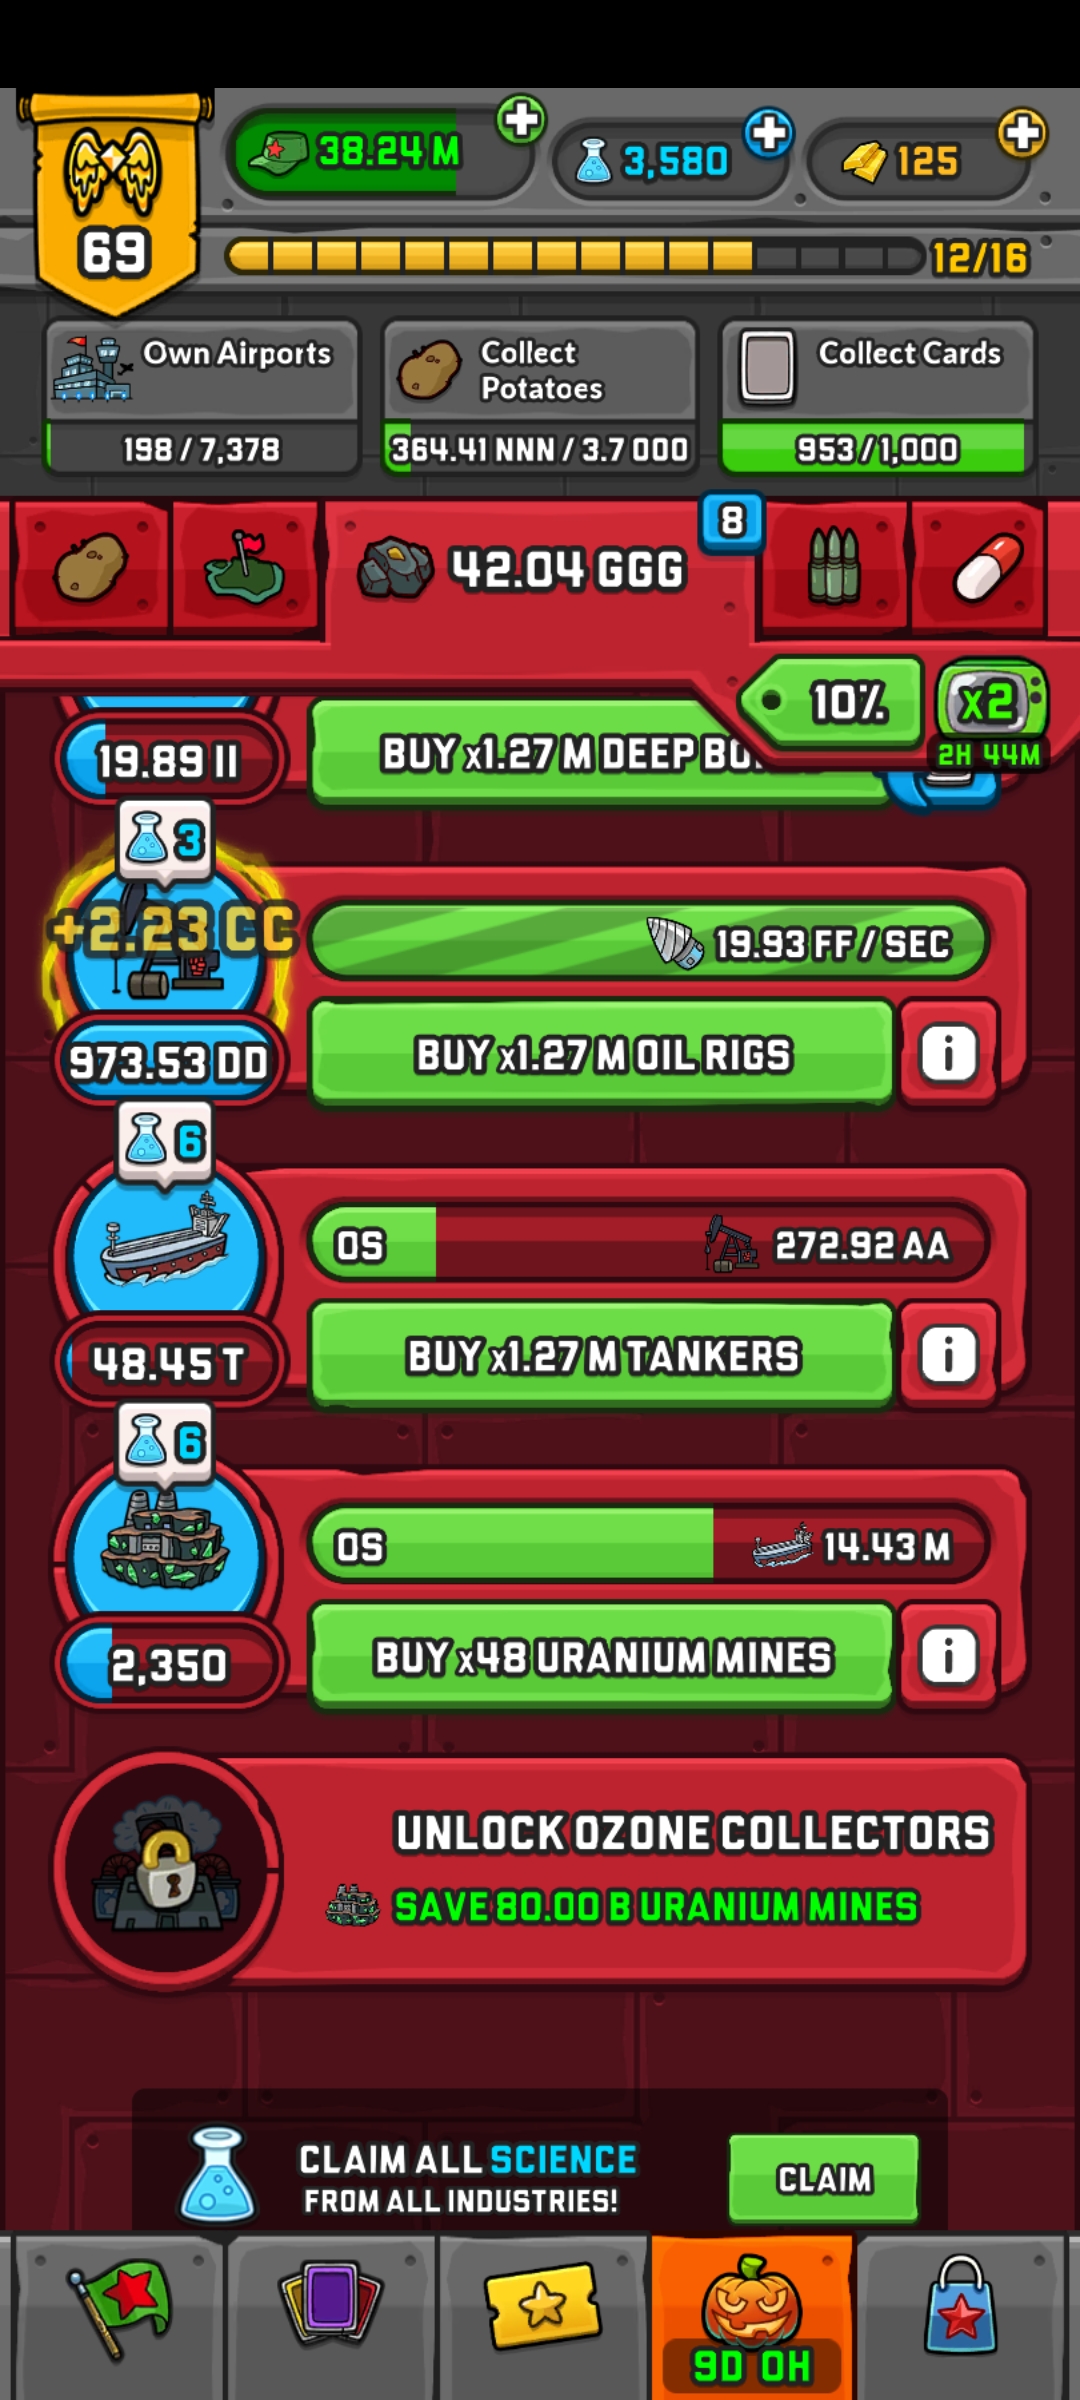 38.24 M
3,580
125
69
12/16
Own Airports
198 / 7,378
Collect
Potatoes
364.41 NNN / 3.7 OOO
Collect Cards
953 / 1,000
42.04 GGG
8
10%
x2
2H 44M
19.89 II
BUY x1.27 M DEEP
3
+2.23 CC
19.93 FF / SEC
973.53 DD
BUY x1.27 M OIL RIGS
i
6
0S
272.92 AA
48.45 T
BUY x1.27 M TANKERS
i
6
0S
14.43 M
2,350
BUY x48 URANIUM MINES
i
UNLOCK OZONE COLLECTORS
SAVE 80.00 B URANIUM MINES
CLAIM ALL SCIENCE
FROM ALL INDUSTRIES!
CLAIM
9D 0H